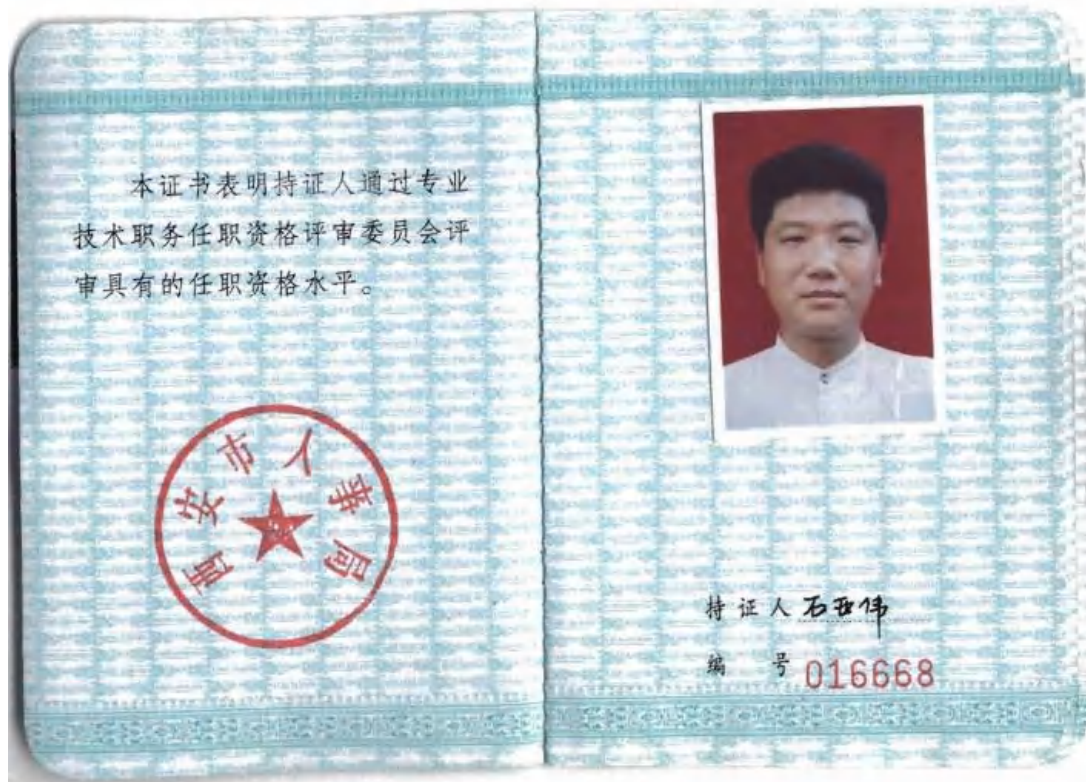 本证书表明持证人通过专业
技术职务任职资格评审委员会评
审具有的任职资格水平。
西安市人事局
持证人 石亚伟
编 号 016668